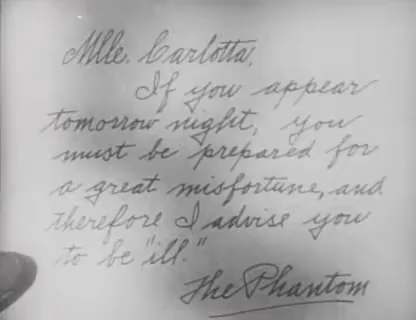 Mlle. Carlotta,
If you appear
tomorrow night, you
must be prepared for
a great misfortune, and
therefore I advise you
to be "ill."
The Phantom